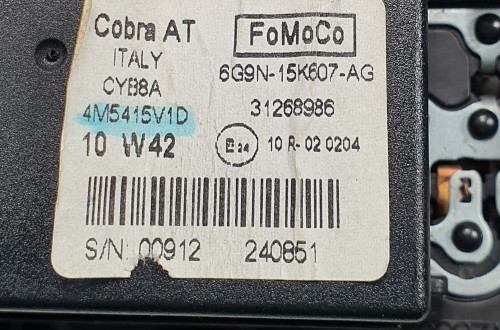 Cobra AT FoMoCo
ITALY 6G9N-15K607-AG
CYB8A 31268986
4M5415V1D
10 W42 E24 10 R-02 0204
S/N: 00912 240851